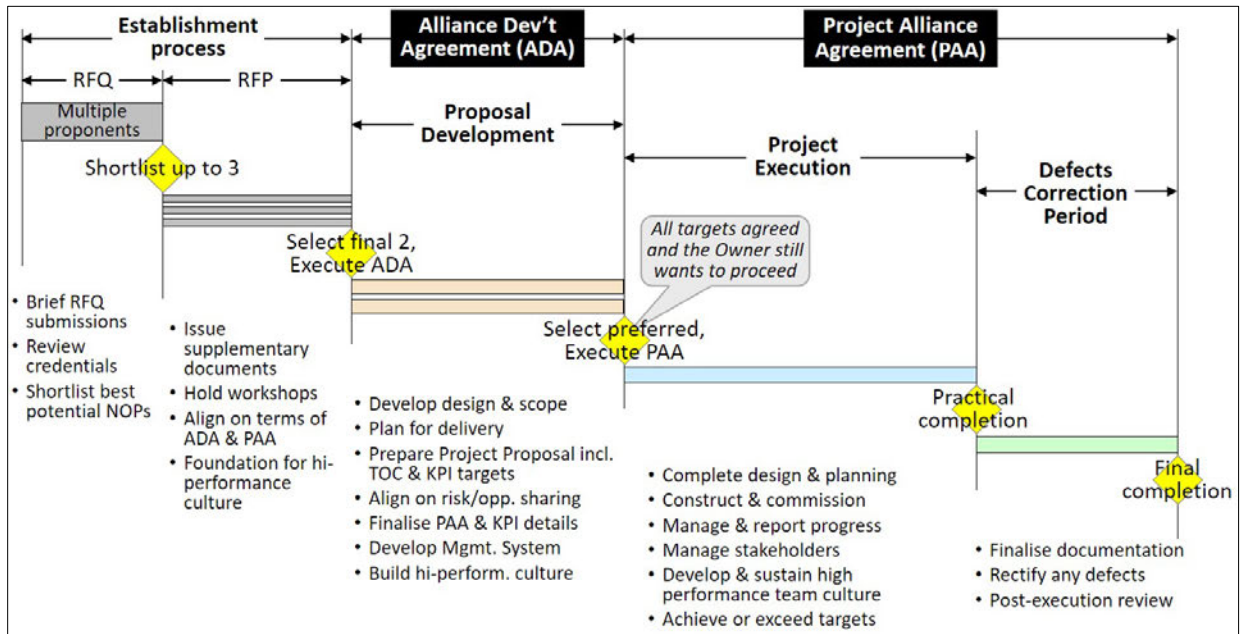 Establishment
process
Alliance Dev't
Agreement (ADA)
Project Alliance
Agreement (PAA)
RFQ
RFP
Multiple
proponents
Proposal
Development
Shortlist up to 3
Project
Execution
Defects
Correction
Period
Select final 2,
Execute ADA
All targets agreed
and the Owner still
wants to proceed
Select preferred,
Execute PAA
Practical
completion
Final
completion
• Brief RFQ
submissions
• Review
credentials
• Shortlist best
potential NOPs
• Issue
supplementary
documents
• Hold workshops
• Align on terms of
ADA & PAA
• Foundation for hi-
performance
culture
• Develop design & scope
• Plan for delivery
• Prepare Project Proposal incl.
TOC & KPI targets
• Align on risk/opp. sharing
• Finalise PAA & KPI details
• Develop Mgmt. System
• Build hi-perform. culture
• Complete design & planning
• Construct & commission
• Manage & report progress
• Manage stakeholders
• Develop & sustain high
performance team culture
• Achieve or exceed targets
• Finalise documentation
• Rectify any defects
• Post-execution review